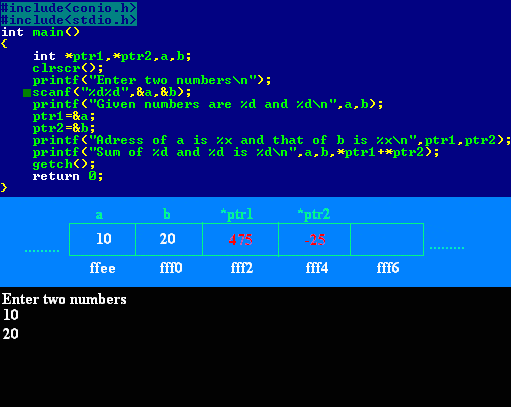 #include<conio.h>
#include<stdio.h>
int main()
{
int *ptr1,*ptr2,a,b;
clrscr();
printf("Enter two numbers\n");
scanf("%d%d",&a,&b);
printf("Given numbers are %d and %d\n",a,b);
ptr1=&a;
ptr2=&b;
printf("Adress of a is %x and that of b is %x\n",ptr1,ptr2);
printf("Sum of %d and %d is %d\n",a,b,*ptr1+*ptr2);
getch();
return 0;
}
a b *ptr1 *ptr2
......... 10 20 475 -25 .........
ffee fff0 fff2 fff4 fff6
Enter two numbers
10
20